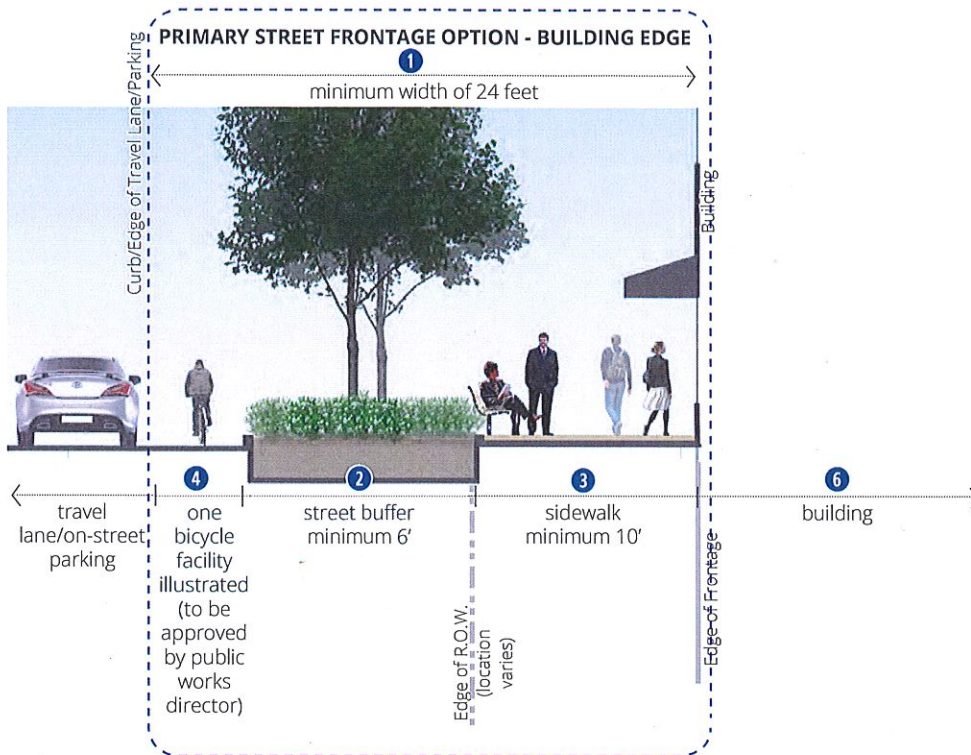 PRIMARY STREET FRONTAGE OPTION - BUILDING EDGE
1
minimum width of 24 feet
Curb/Edge of Travel Lane/Parking
Building
4
2
3
6
travel
lane/on-street
parking
one
bicycle
facility
illustrated
(to be
approved
by public
works
director)
street buffer
minimum 6'
sidewalk
minimum 10'
building
Edge of R.O.W.
(location
varies)
Edge of Frontage